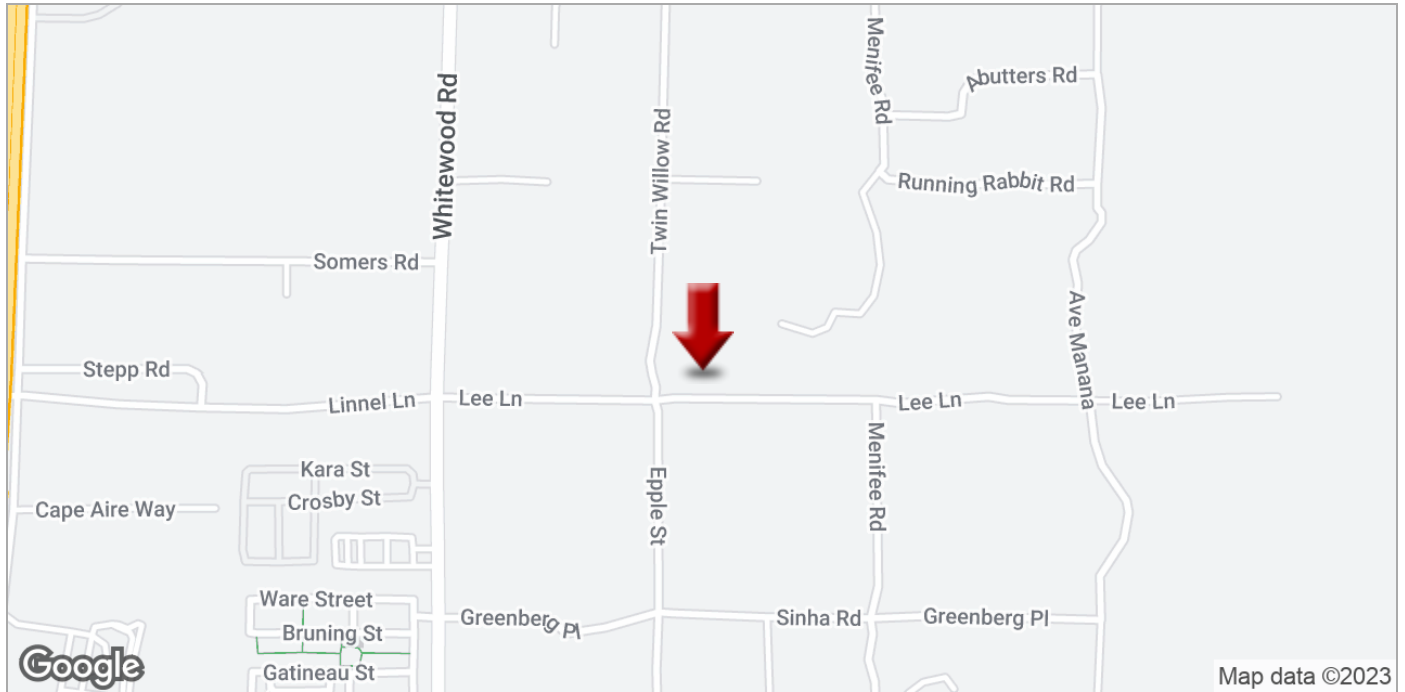 Menifee Rd
Abutters Rd
Whitewood Rd
Twin Willow Rd
Running Rabbit Rd
Somers Rd
Ave Manana
Stepp Rd
Linnel Ln
Lee Ln
Lee Ln
Lee Ln
Kara St
Crosby St
Cape Aire Way
Epple St
Menifee Rd
Ware Street
Greenberg Pl
Sinha Rd
Greenberg Pl
Bruning St
Gatineau St
Google
Map data ©2023